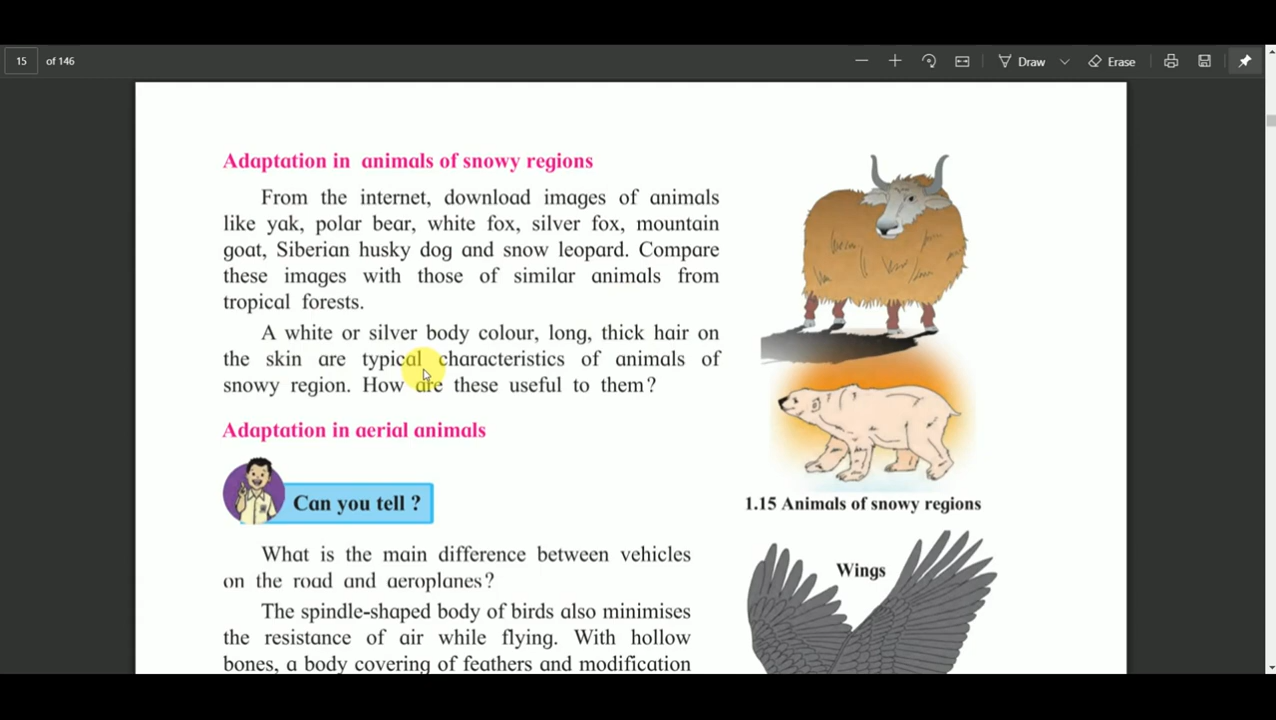 15 of 146
Draw
Erase
Adaptation in animals of snowy regions
From the internet, download images of animals
like yak, polar bear, white fox, silver fox, mountain
goat, Siberian husky dog and snow leopard. Compare
these images with those of similar animals from
tropical forests.
A white or silver body colour, long, thick hair on
the skin are typical characteristics of animals of
snowy region. How are these useful to them?
1.15 Animals of snowy regions
Adaptation in aerial animals
Can you tell ?
What is the main difference between vehicles
on the road and aeroplanes?
The spindle-shaped body of birds also minimises
the resistance of air while flying. With hollow
bones, a body covering of feathers and modification
Wings